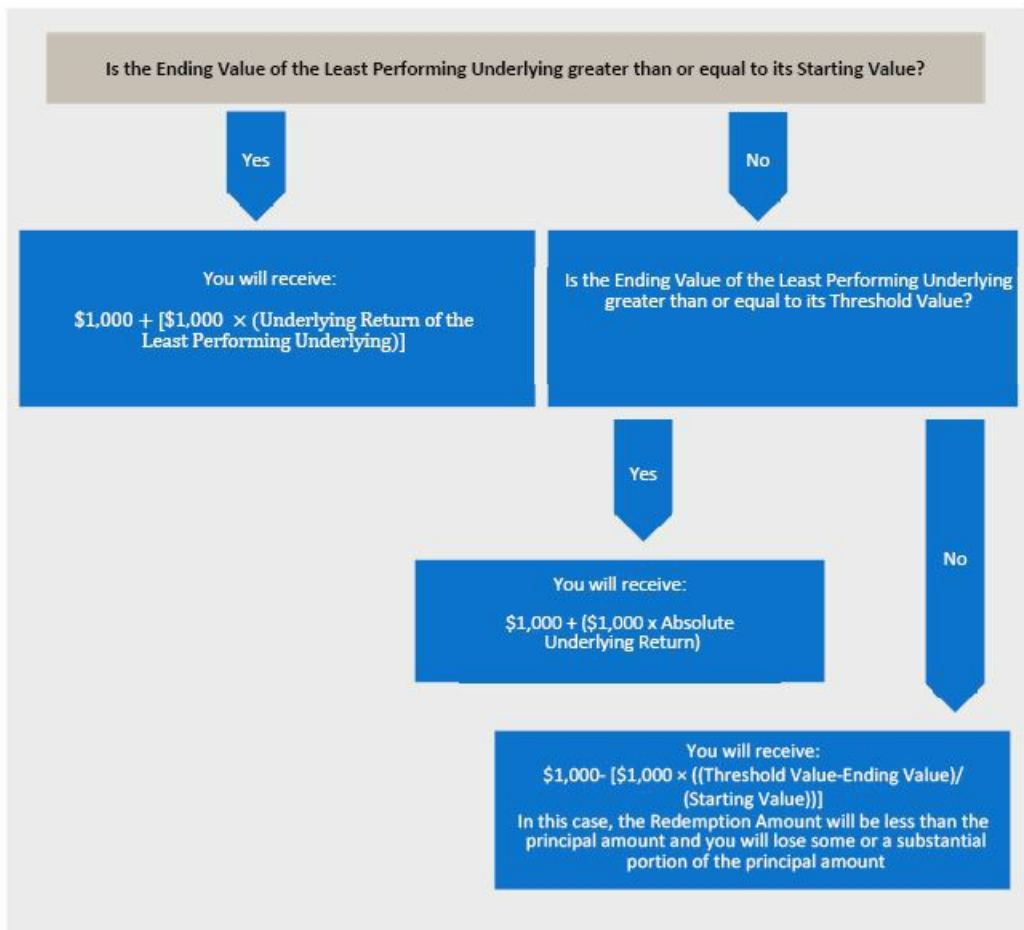 Is the Ending Value of the Least Performing Underlying greater than or equal to its Starting Value?
Yes
No
You will receive:
$1,000 + [$1,000 × (Underlying Return of the
Least Performing Underlying)]
Is the Ending Value of the Least Performing Underlying
greater than or equal to its Threshold Value?
Yes
No
You will receive:
$1,000 + ($1,000 x Absolute
Underlying Return)
You will receive:
$1,000- [$1,000 × ((Threshold Value-Ending Value)/
(Starting Value))]
In this case, the Redemption Amount will be less than the
principal amount and you will lose some or a substantial
portion of the principal amount